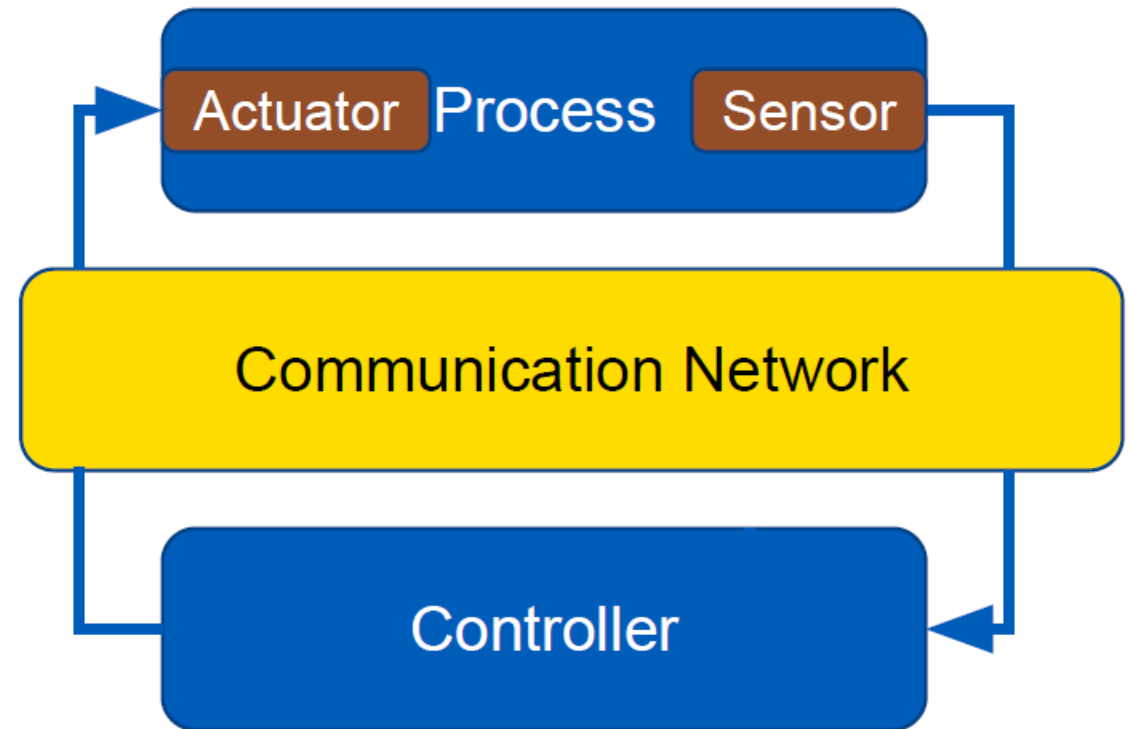 Actuator Process Sensor
Communication Network
Controller